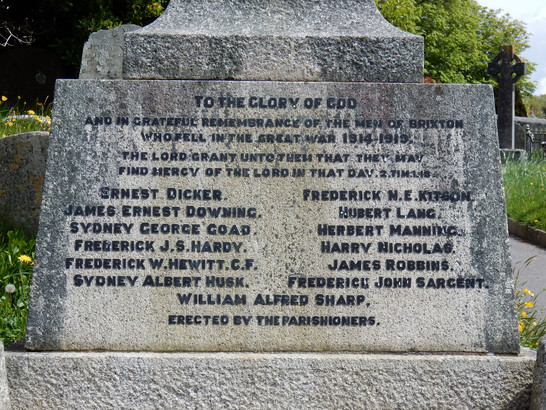 TO THE GLORY OF GOD
AND IN GRATEFUL REMEMBRANCE OF THE MEN OF BRIXTON
WHO FELL IN THE GREAT WAR 1914-1919.
THE LORD GRANT UNTO THEM THAT THEY MAY
FIND MERCY OF THE LORD IN THAT DAY. 2.TIM.1.18.
ERNEST DICKER. FREDERICK N.E. KITSON.
JAMES ERNEST DOWNING. HUBERT LANG.
SYDNEY GEORGE GOAD. HERBERT MANNING.
FREDERICK J.S. HARDY. HARRY NICHOLAS.
FREDERICK W. HEWITT. C.F. JAMES ROBBINS.
SYDNEY ALBERT HUSK. FREDERICK JOHN SARGENT.
WILLIAM ALFRED SHARP.
ERECTED BY THE PARISHIONERS.